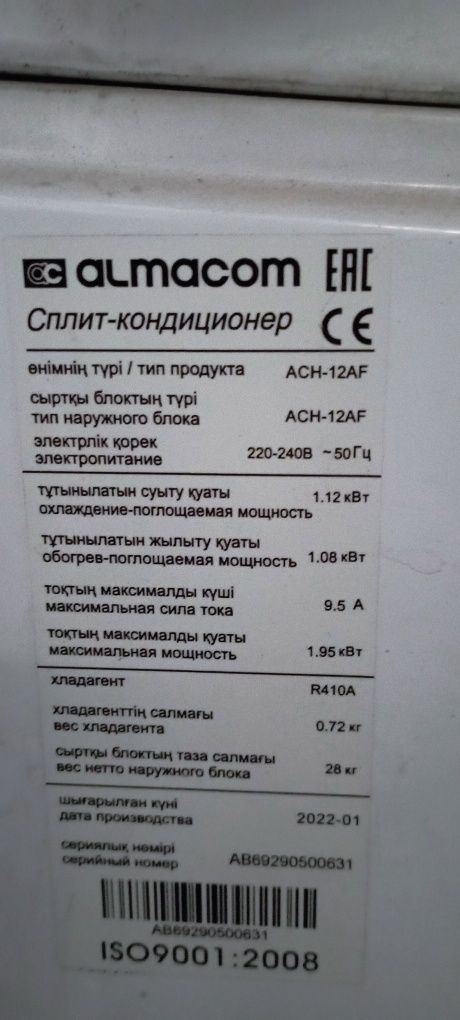 ac almacom EAC
Сплит-кондиционер CE
өнімнің түрі / тип продукта ACH-12AF
сыртқы блоктың түрі
тип наружного блока ACH-12AF
электрлік қорек
электропитание 220-240В ~50Гц
тұтынылатын суыту қуаты
охлаждение-поглощаемая мощность 1.12 кВт
тұтынылатын жылыту қуаты
обогрев-поглощаемая мощность 1.08 кВт
тоқтың максималды күші
максимальная сила тока 9.5 А
тоқтың максималды қуаты
максимальная мощность 1.95 кВт
хладагент R410A
хладагенттің салмағы
вес хладагента 0.72 кг
сыртқы блоктың таза салмағы
вес нетто наружного блока 28 кг
шығарылған күні
дата производства 2022-01
сериялық нөмірі
серийный номер AB69290500631
AB69290500631
ISO9001:2008